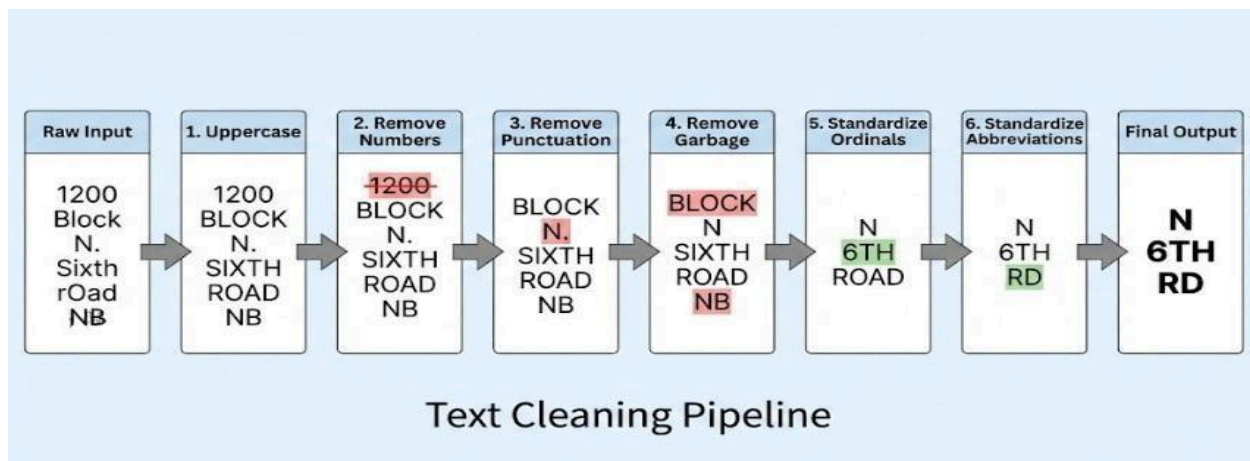 Raw Input
1200
Block
N.
Sixth
rOad
NB
1. Uppercase
1200
BLOCK
N.
SIXTH
ROAD
NB
2. Remove
Numbers
1200
BLOCK
N.
SIXTH
ROAD
NB
3. Remove
Punctuation
BLOCK
N.
SIXTH
ROAD
NB
4. Remove
Garbage
BLOCK
N
SIXTH
ROAD
NB
5. Standardize
Ordinals
N
6TH
ROAD
6. Standardize
Abbreviations
N
6TH
RD
Final Output
N
6TH
RD
Text Cleaning Pipeline